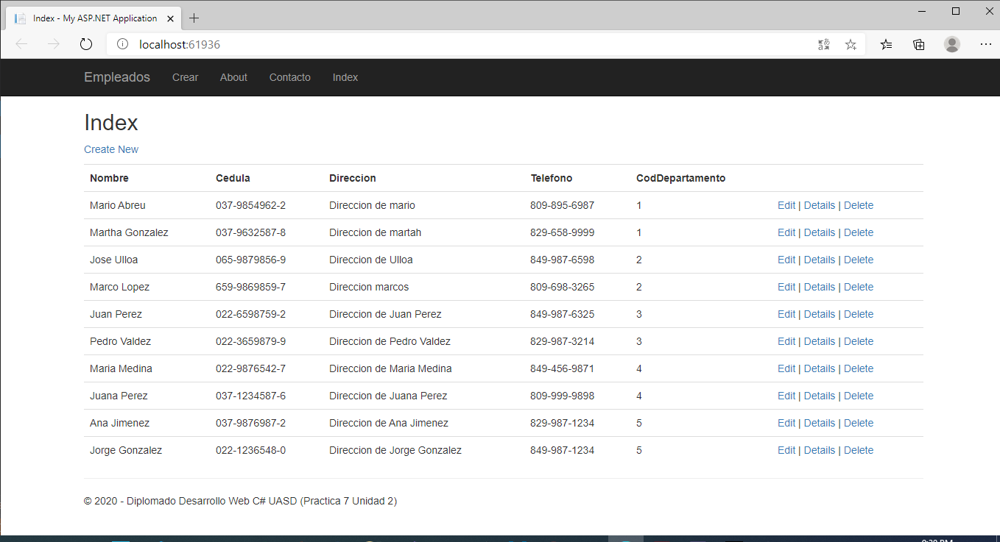 Index - My ASP.NET Application
localhost:61936
Empleados Crear About Contacto Index
Index
Create New
Nombre Cedula Direccion Telefono CodDepartamento
Mario Abreu 037-9854962-2 Direccion de mario 809-895-6987 1 Edit | Details | Delete
Martha Gonzalez 037-9632587-8 Direccion de martah 829-658-9999 1 Edit | Details | Delete
Jose Ulloa 065-9879856-9 Direccion de Ulloa 849-987-6598 2 Edit | Details | Delete
Marco Lopez 659-9869859-7 Direccion marcos 809-698-3265 2 Edit | Details | Delete
Juan Perez 022-6598759-2 Direccion de Juan Perez 849-987-6325 3 Edit | Details | Delete
Pedro Valdez 022-3659879-9 Direccion de Pedro Valdez 829-987-3214 3 Edit | Details | Delete
Maria Medina 022-9876542-7 Direccion de Maria Medina 849-456-9871 4 Edit | Details | Delete
Juana Perez 037-1234587-6 Direccion de Juana Perez 809-999-9898 4 Edit | Details | Delete
Ana Jimenez 037-9876987-2 Direccion de Ana Jimenez 829-987-1234 5 Edit | Details | Delete
Jorge Gonzalez 022-1236548-0 Direccion de Jorge Gonzalez 849-987-1234 5 Edit | Details | Delete
© 2020 - Diplomado Desarrollo Web C# UASD (Practica 7 Unidad 2)